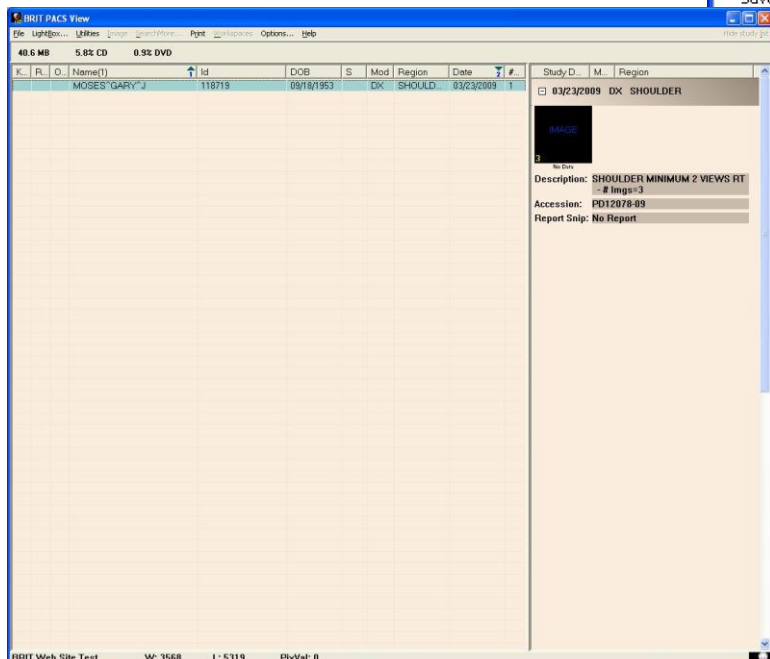 Save
BRIT PACS View
File LightBox... Utilities Image SearchMore... Print Workspaces Options... Help Hide study list
40.6 MB 5.8% CD 0.9% DVD
K... R.. O... Name(1) 1 Id DOB S Mod Region Date 2 #...
MOSES^GARY^J 118719 09/18/1953 DX SHOULD... 03/23/2009 1
Study D... M... Region
03/23/2009 DX SHOULDER
IMAGE
3
No Data
Description: SHOULDER MINIMUM 2 VIEWS RT
- # Imgs=3
Accession: PD12078-09
Report Snip: No Report
BRIT Web Site Test W: 3568 L: 5319 PixVal: 0